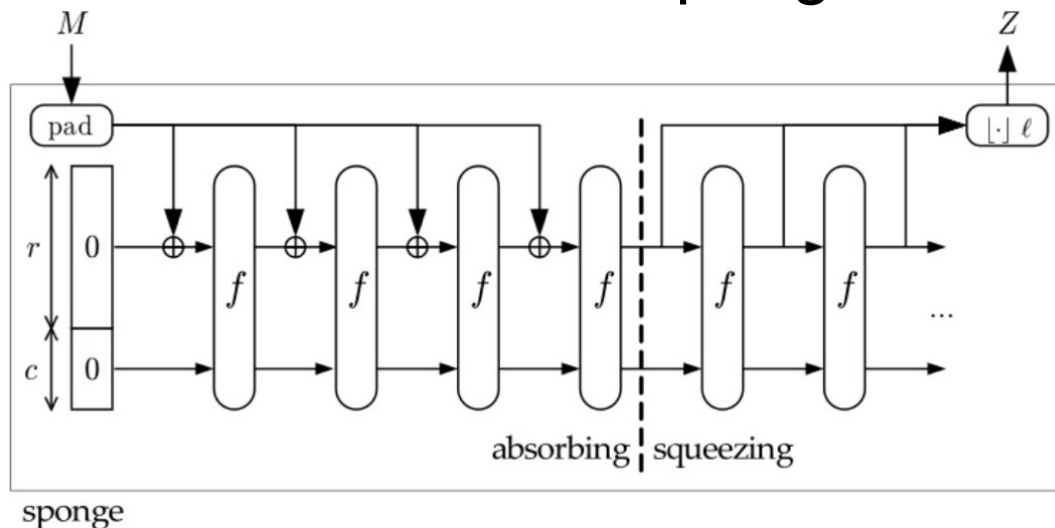 M Z
pad ⌊·⌋ ℓ
r 0 f f f f f f
c 0 ...
absorbing squeezing
sponge